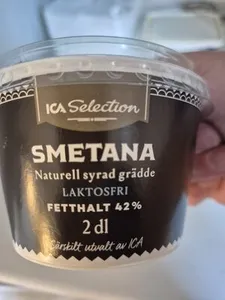 ICA Selection
SMETANA
Naturell syrad grädde
LAKTOSFRI
FETTHALT 42%
2 dl
Särskilt utvalt av ICA